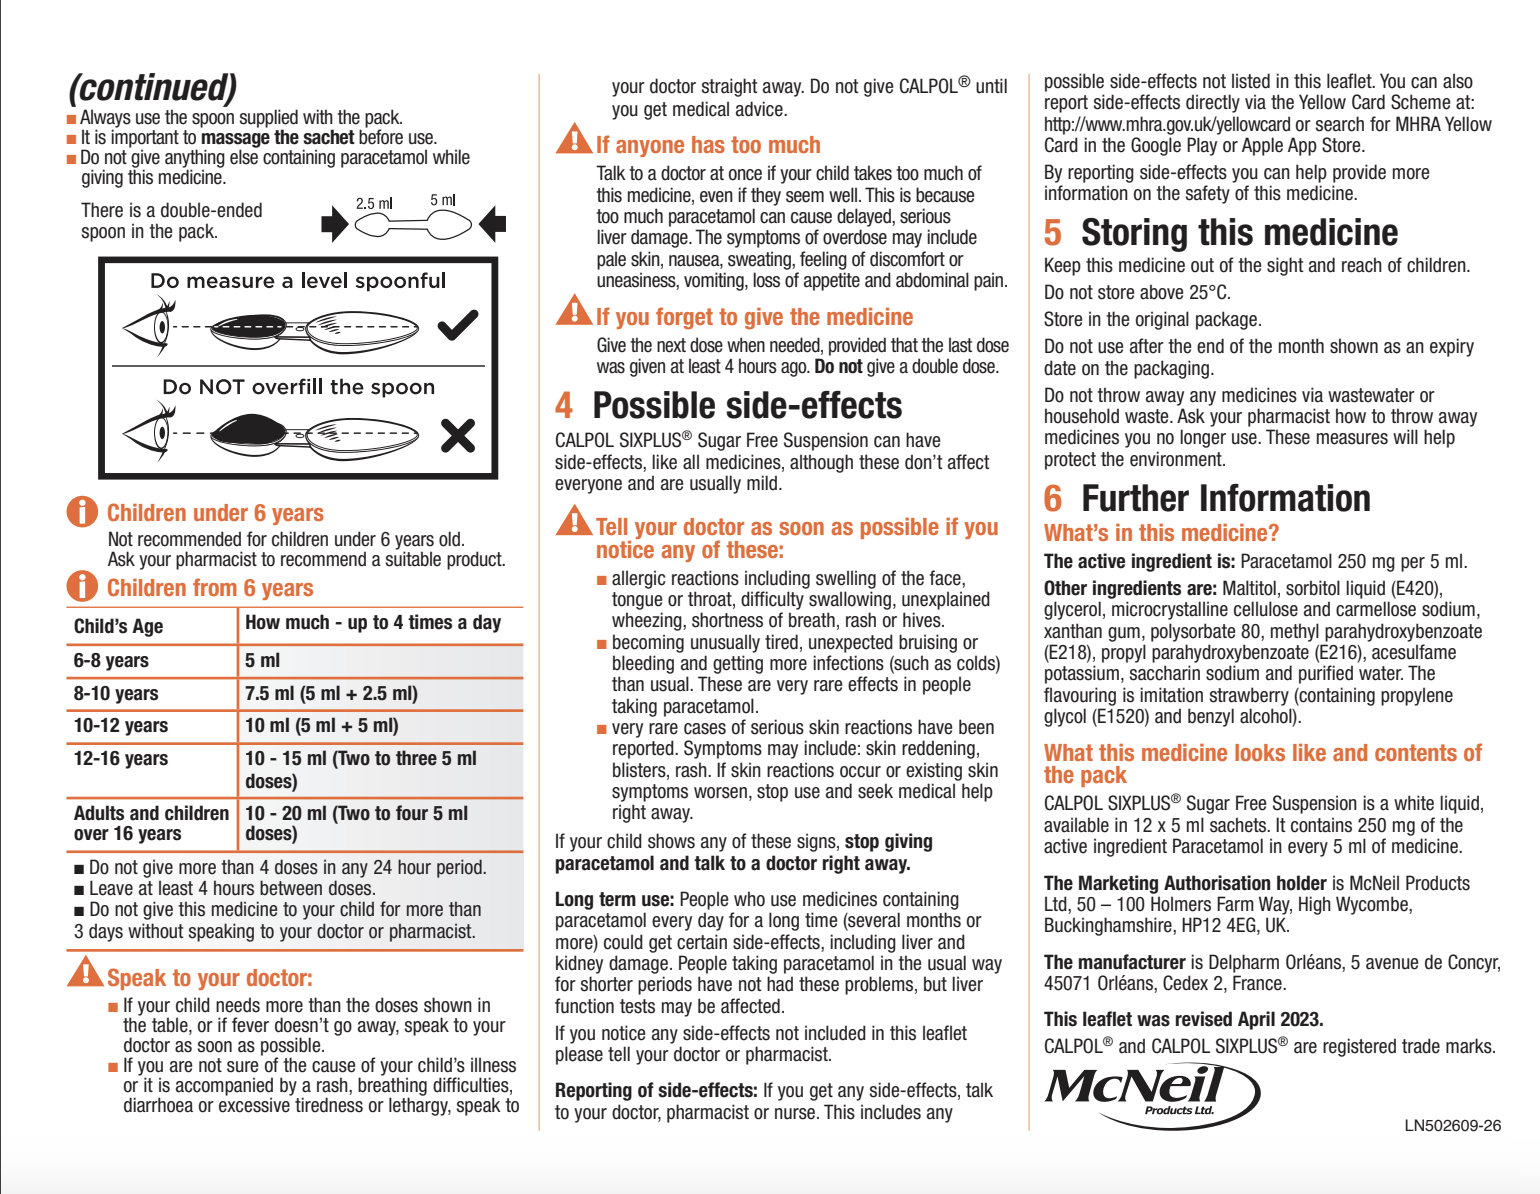 (continued)
■ Always use the spoon supplied with the pack.
■ It is important to massage the sachet before use.
■ Do not give anything else containing paracetamol while
giving this medicine.
There is a double-ended
spoon in the pack.
2.5 ml 5 ml
Do measure a level spoonful
Do NOT overfill the spoon
Children under 6 years
Not recommended for children under 6 years old.
Ask your pharmacist to recommend a suitable product.
Children from 6 years
Child's Age How much - up to 4 times a day
6-8 years 5 ml
8-10 years 7.5 ml (5 ml + 2.5 ml)
10-12 years 10 ml (5 ml + 5 ml)
12-16 years 10 - 15 ml (Two to three 5 ml
doses)
Adults and children 10 - 20 ml (Two to four 5 ml
over 16 years doses)
■ Do not give more than 4 doses in any 24 hour period.
■ Leave at least 4 hours between doses.
■ Do not give this medicine to your child for more than
3 days without speaking to your doctor or pharmacist.
Speak to your doctor:
■ If your child needs more than the doses shown in
the table, or if fever doesn't go away, speak to your
doctor as soon as possible.
■ If you are not sure of the cause of your child's illness
or it is accompanied by a rash, breathing difficulties,
diarrhoea or excessive tiredness or lethargy, speak to
your doctor straight away. Do not give CALPOL® until
you get medical advice.
If anyone has too much
Talk to a doctor at once if your child takes too much of
this medicine, even if they seem well. This is because
too much paracetamol can cause delayed, serious
liver damage. The symptoms of overdose may include
pale skin, nausea, sweating, feeling of discomfort or
uneasiness, vomiting, loss of appetite and abdominal pain.
If you forget to give the medicine
Give the next dose when needed, provided that the last dose
was given at least 4 hours ago. Do not give a double dose.
4 Possible side-effects
CALPOL SIXPLUS® Sugar Free Suspension can have
side-effects, like all medicines, although these don't affect
everyone and are usually mild.
Tell your doctor as soon as possible if you
notice any of these:
■ allergic reactions including swelling of the face,
tongue or throat, difficulty swallowing, unexplained
wheezing, shortness of breath, rash or hives.
■ becoming unusually tired, unexpected bruising or
bleeding and getting more infections (such as colds)
than usual. These are very rare effects in people
taking paracetamol.
■ very rare cases of serious skin reactions have been
reported. Symptoms may include: skin reddening,
blisters, rash. If skin reactions occur or existing skin
symptoms worsen, stop use and seek medical help
right away.
If your child shows any of these signs, stop giving
paracetamol and talk to a doctor right away.
Long term use: People who use medicines containing
paracetamol every day for a long time (several months or
more) could get certain side-effects, including liver and
kidney damage. People taking paracetamol in the usual way
for shorter periods have not had these problems, but liver
function tests may be affected.
If you notice any side-effects not included in this leaflet
please tell your doctor or pharmacist.
Reporting of side-effects: If you get any side-effects, talk
to your doctor, pharmacist or nurse. This includes any
possible side-effects not listed in this leaflet. You can also
report side-effects directly via the Yellow Card Scheme at:
http://www.mhra.gov.uk/yellowcard or search for MHRA Yellow
Card in the Google Play or Apple App Store.
By reporting side-effects you can help provide more
information on the safety of this medicine.
5 Storing this medicine
Keep this medicine out of the sight and reach of children.
Do not store above 25°C.
Store in the original package.
Do not use after the end of the month shown as an expiry
date on the packaging.
Do not throw away any medicines via wastewater or
household waste. Ask your pharmacist how to throw away
medicines you no longer use. These measures will help
protect the environment.
6 Further Information
What's in this medicine?
The active ingredient is: Paracetamol 250 mg per 5 ml.
Other ingredients are: Maltitol, sorbitol liquid (E420),
glycerol, microcrystalline cellulose and carmellose sodium,
xanthan gum, polysorbate 80, methyl parahydroxybenzoate
(E218), propyl parahydroxybenzoate (E216), acesulfame
potassium, saccharin sodium and purified water. The
flavouring is imitation strawberry (containing propylene
glycol (E1520) and benzyl alcohol).
What this medicine looks like and contents of
the pack
CALPOL SIXPLUS® Sugar Free Suspension is a white liquid,
available in 12 x 5 ml sachets. It contains 250 mg of the
active ingredient Paracetamol in every 5 ml of medicine.
The Marketing Authorisation holder is McNeil Products
Ltd, 50 – 100 Holmers Farm Way, High Wycombe,
Buckinghamshire, HP12 4EG, UK.
The manufacturer is Delpharm Orléans, 5 avenue de Concyr,
45071 Orléans, Cedex 2, France.
This leaflet was revised April 2023.
CALPOL® and CALPOL SIXPLUS® are registered trade marks.
McNeil
Products Ltd.
LN502609-26